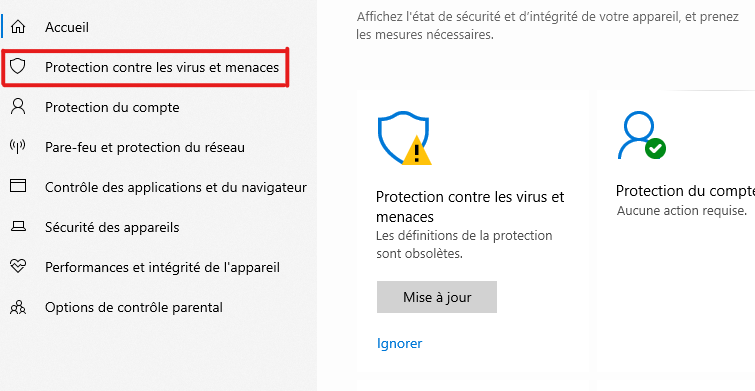 Accueil
Protection contre les virus et menaces
Protection du compte
Pare-feu et protection du réseau
Contrôle des applications et du navigateur
Sécurité des appareils
Performances et intégrité de l'appareil
Options de contrôle parental
Affichez l'état de sécurité et d'intégrité de votre appareil, et prenez
les mesures nécessaires.
Protection contre les virus et
menaces
Les définitions de la protection
sont obsolètes.
Mise à jour
Ignorer
Protection du compte
Aucune action requise.